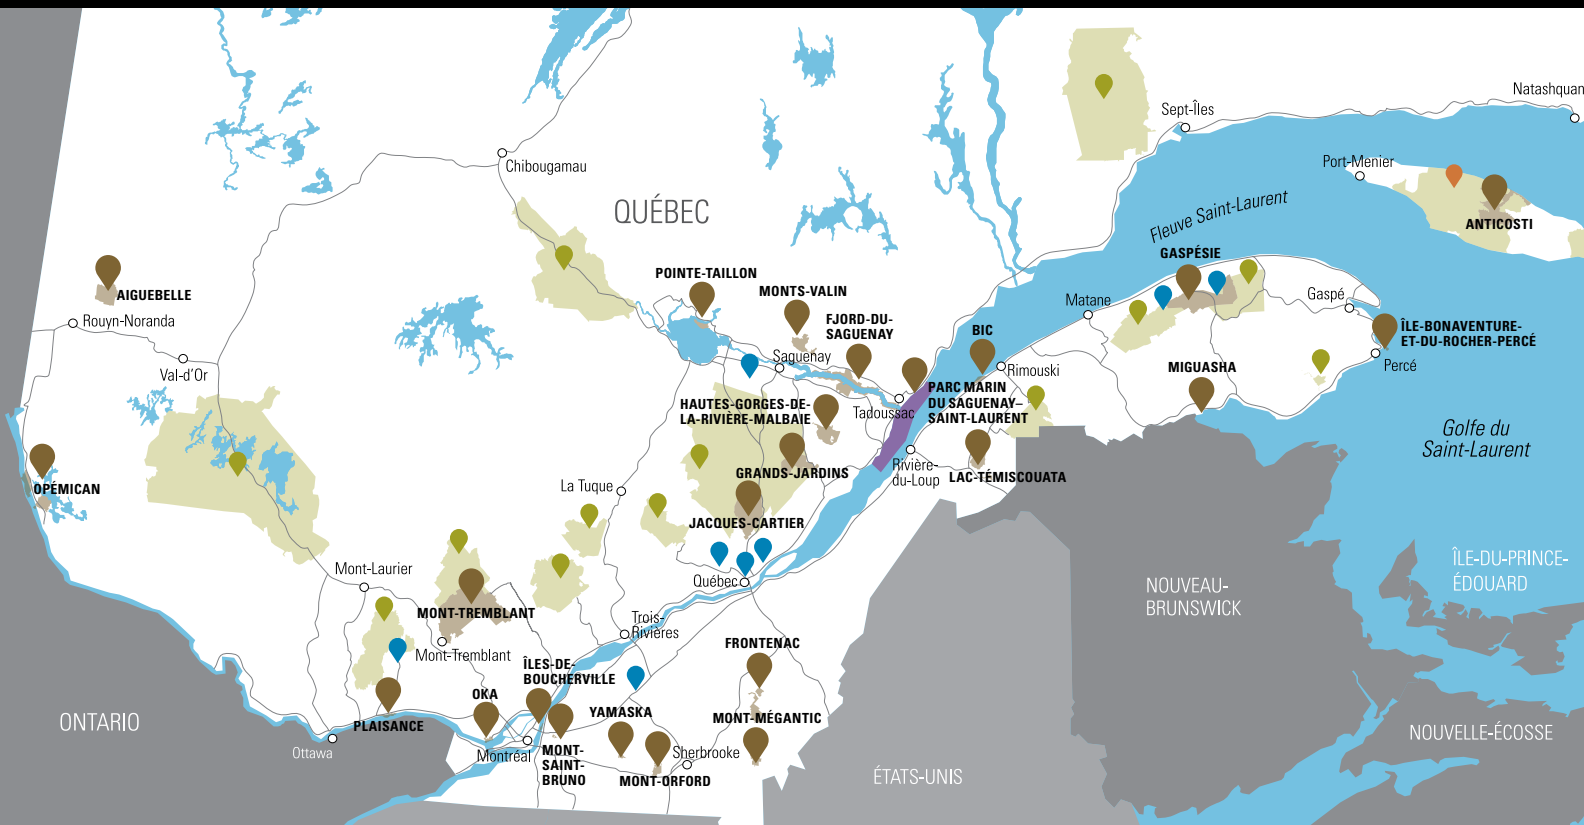 Natashquan
Sept-Îles
Port-Menier
Chibougamau
QUÉBEC
Fleuve Saint-Laurent
ANTICOSTI
GASPÉSIE
POINTE-TAILLON
MONTS-VALIN
AIGUEBELLE
Rouyn-Noranda
FJORD-DU-
SAGUENAY
BIC
Matane
Gaspé
ÎLE-BONAVENTURE-
ET-DU-ROCHER-PERCÉ
Percé
Val-d'Or
Saguenay
Rimouski
MIGUASHA
PARC MARIN
DU SAGUENAY–
SAINT-LAURENT
Tadoussac
HAUTES-GORGES-DE-
LA-RIVIÈRE-MALBAIE
Golfe du
Saint-Laurent
OPÉMICAN
GRANDS-JARDINS
Rivière-
du-Loup
LAC-TÉMISCOUATA
La Tuque
JACQUES-CARTIER
Mont-Laurier
Québec
ÎLE-DU-PRINCE-
ÉDOUARD
NOUVEAU-
BRUNSWICK
MONT-TREMBLANT
Trois-
Rivières
Mont-Tremblant
FRONTENAC
ÎLES-DE-
BOUCHERVILLE
OKA
YAMASKA
MONT-MÉGANTIC
ONTARIO
PLAISANCE
NOUVELLE-ÉCOSSE
Ottawa
Montréal
MONT-
SAINT-
BRUNO
Sherbrooke
MONT-ORFORD
ÉTATS-UNIS